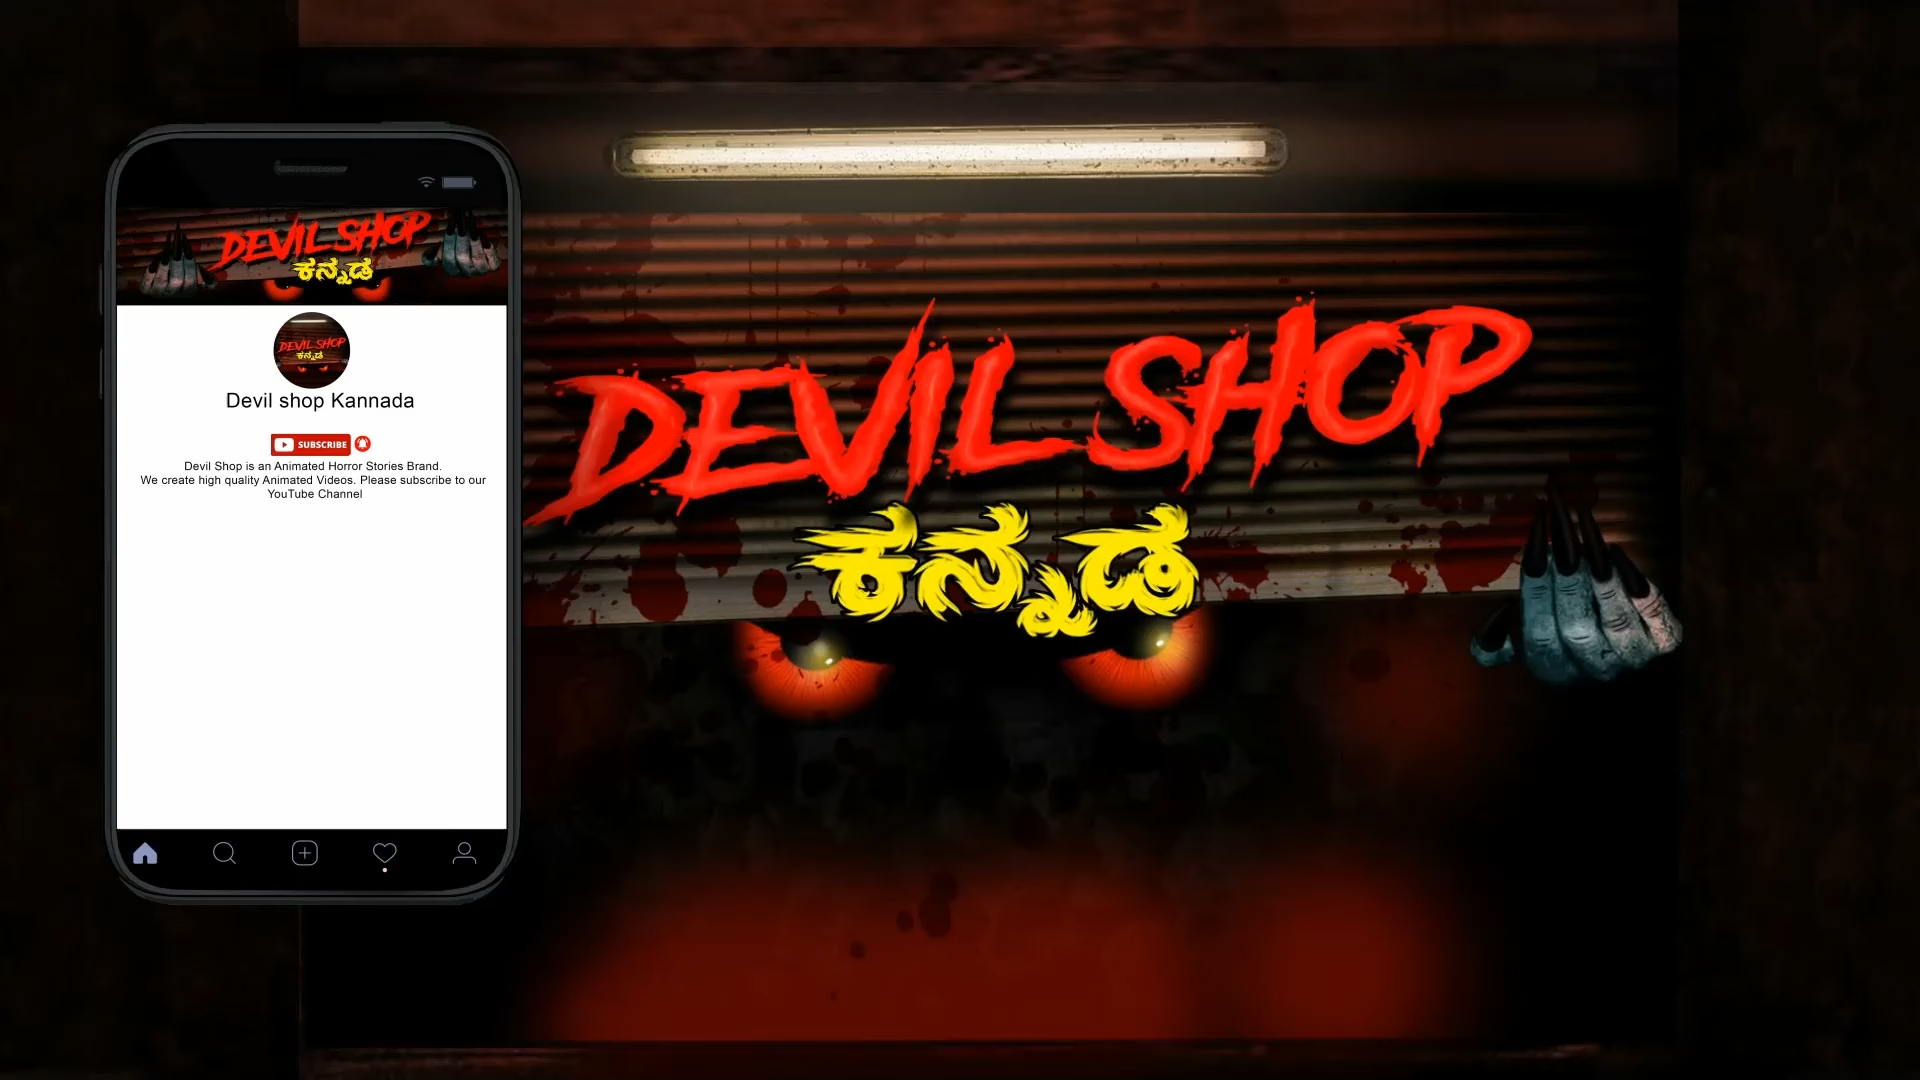 DEVIL SHOP
ಕನ್ನಡ
DEVIL SHOP
ಕನ್ನಡ
Devil shop Kannada
SUBSCRIBE
Devil Shop is an Animated Horror Stories Brand.
We create high quality Animated Videos. Please subscribe to our
YouTube Channel
DEVIL SHOP
ಕನ್ನಡ